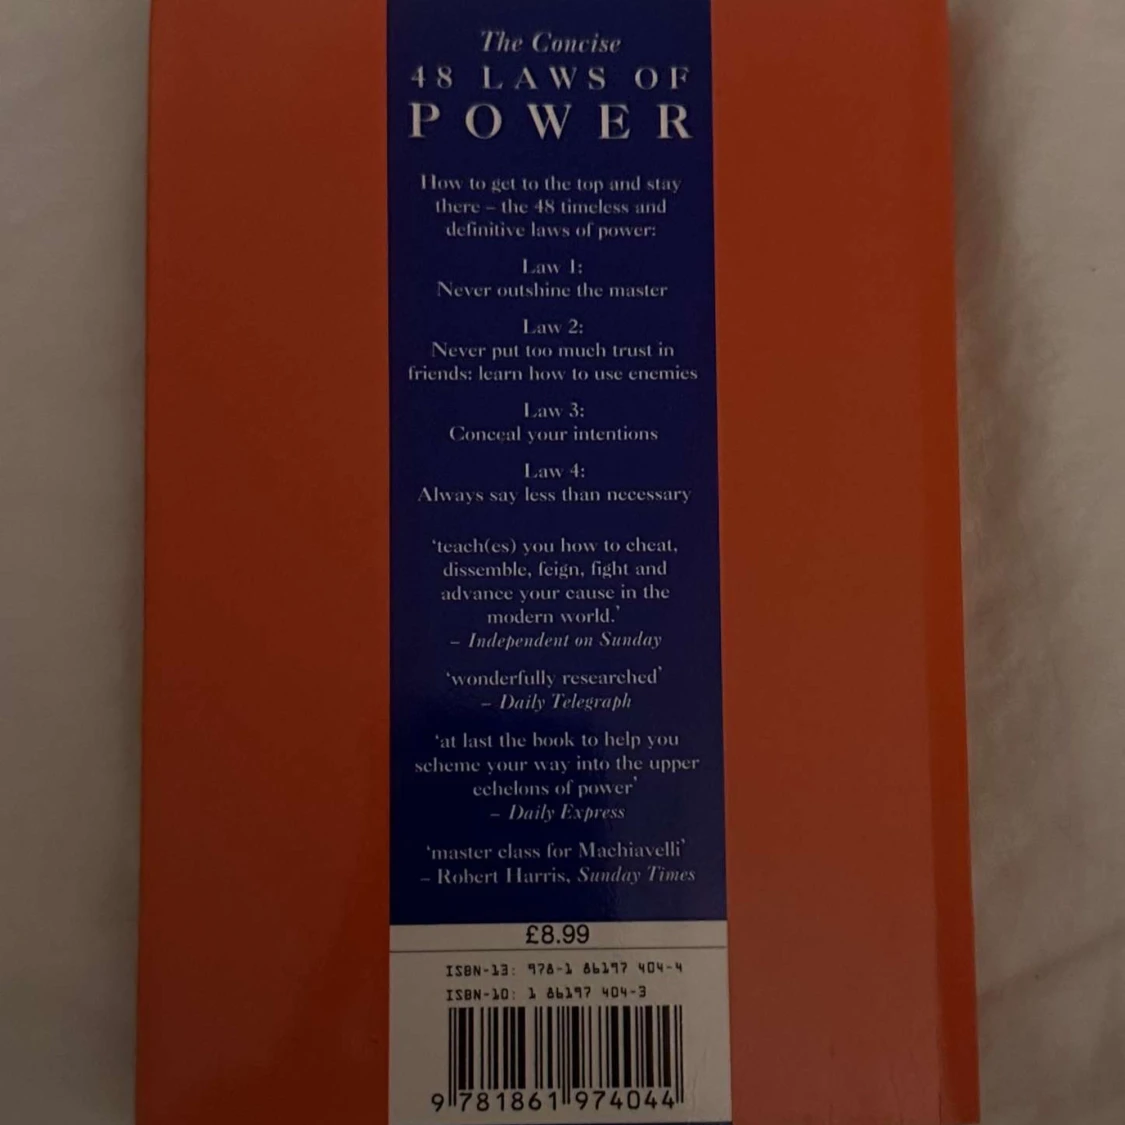 The Concise
48 LAWS OF
POWER
How to get to the top and stay
there – the 48 timeless and
definitive laws of power:
Law 1:
Never outshine the master
Law 2:
Never put too much trust in
friends: learn how to use enemies
Law 3:
Conceal your intentions
Law 4:
Always say less than necessary
‘teach(es) you how to cheat,
dissemble, feign, fight and
advance your cause in the
modern world.’
– Independent on Sunday
‘wonderfully researched’
– Daily Telegraph
‘at last the book to help you
scheme your way into the upper
echelons of power’
– Daily Express
‘master class for Machiavelli’
– Robert Harris, Sunday Times
£8.99
ISBN-13: 978-1 86197 404-4
ISBN-10: 1 86197 404-3
9 781861 974044